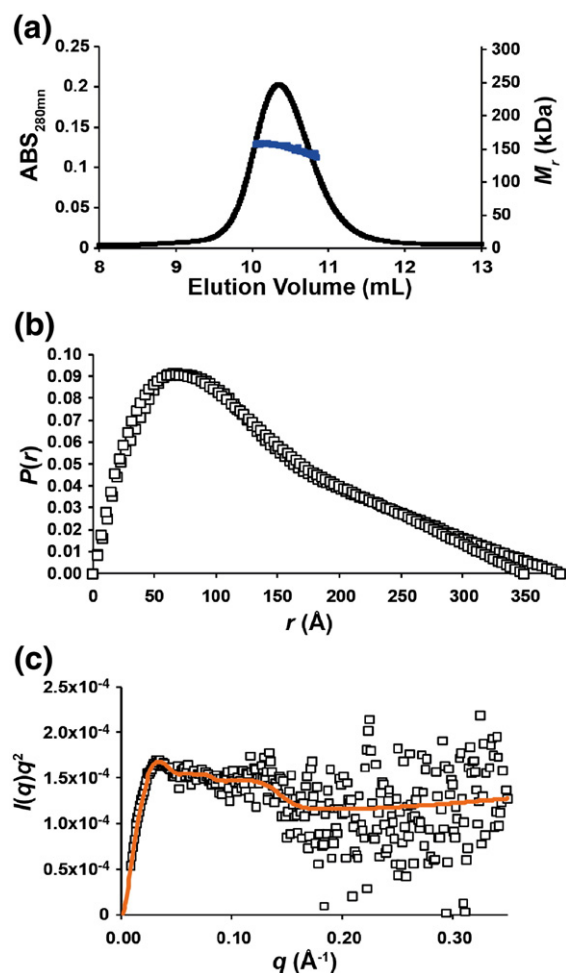 (a)
0.25
0.2
0.15
0.1
0.05
0
ABS280mn
300
250
200
150
100
50
0
Mr (kDa)
8 9 10 11 12 13
Elution Volume (mL)
(b)
0.10
0.09
0.08
0.07
0.06
0.05
0.04
0.03
0.02
0.01
0.00
P(r)
0 50 100 150 200 250 300 350
r (Å)
(c)
2.5x10-4
2.0x10-4
1.5x10-4
1.0x10-4
0.5x10-4
0
I(q)q2
0.00 0.10 0.20 0.30
q (Å-1)